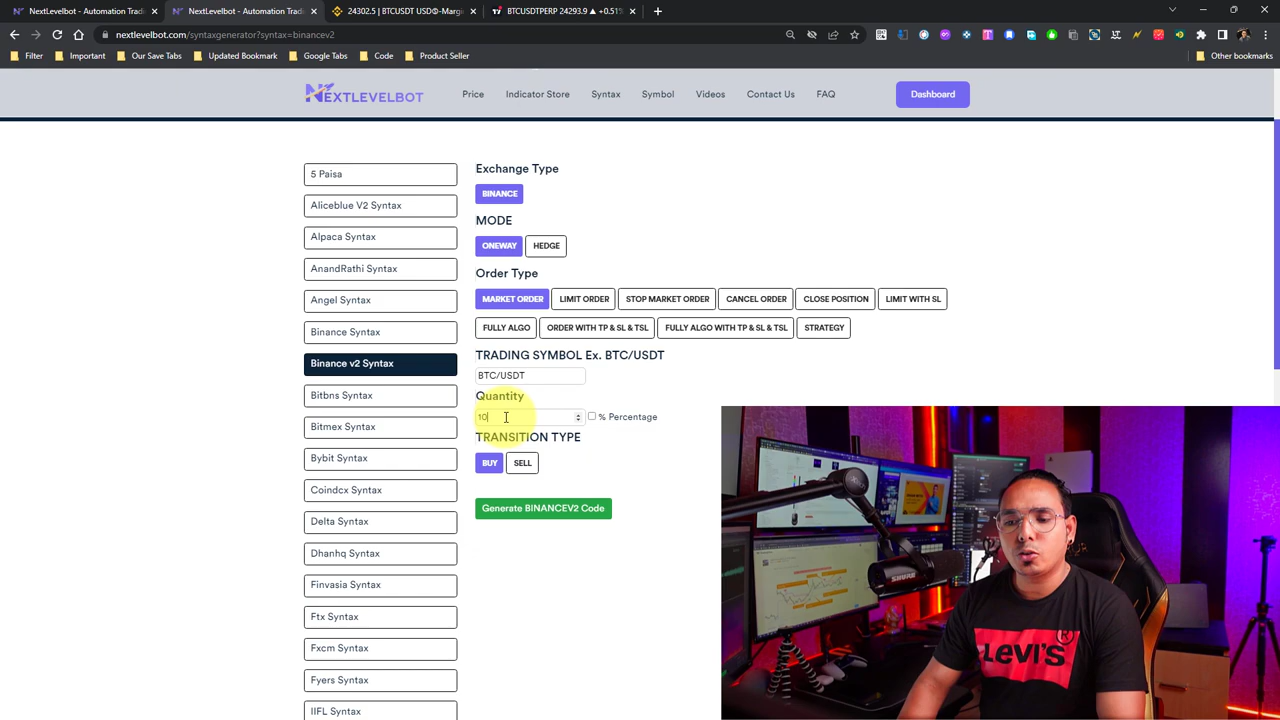 NextLevelBot - Automation Trad
NextLevelBot - Automation Trad
24302.5 | BTCUSDT USDⓈ-Margi
BTCUSDTPERP 24293.9 ▲ +0.51%
nextlevelbot.com/syntaxgenerator?syntax=binancev2
Filter
Important
Our Save Tabs
Updated Bookmark
Code
Product Seller
Other bookmarks
NEXTLEVELBOT
Price
Indicator Store
Syntax
Symbol
Videos
Contact Us
FAQ
Dashboard
5 Paisa
Aliceblue V2 Syntax
Alpaca Syntax
AnandRathi Syntax
Angel Syntax
Binance Syntax
Binance v2 Syntax
Bitbns Syntax
Bitmex Syntax
Bybit Syntax
Coindcx Syntax
Delta Syntax
Dhanhq Syntax
Finvasia Syntax
Ftx Syntax
Fxcm Syntax
Fyers Syntax
IIFL Syntax
Exchange Type
BINANCE
MODE
ONEWAY HEDGE
Order Type
MARKET ORDER LIMIT ORDER STOP MARKET ORDER CANCEL ORDER CLOSE POSITION LIMIT WITH SL
FULLY ALGO ORDER WITH TP & SL & TSL FULLY ALGO WITH TP & SL & TSL STRATEGY
TRADING SYMBOL Ex. BTC/USDT
BTC/USDT
Quantity
10 % Percentage
TRANSITION TYPE
BUY SELL
Generate BINANCEV2 Code
SHURE
LEVI'S